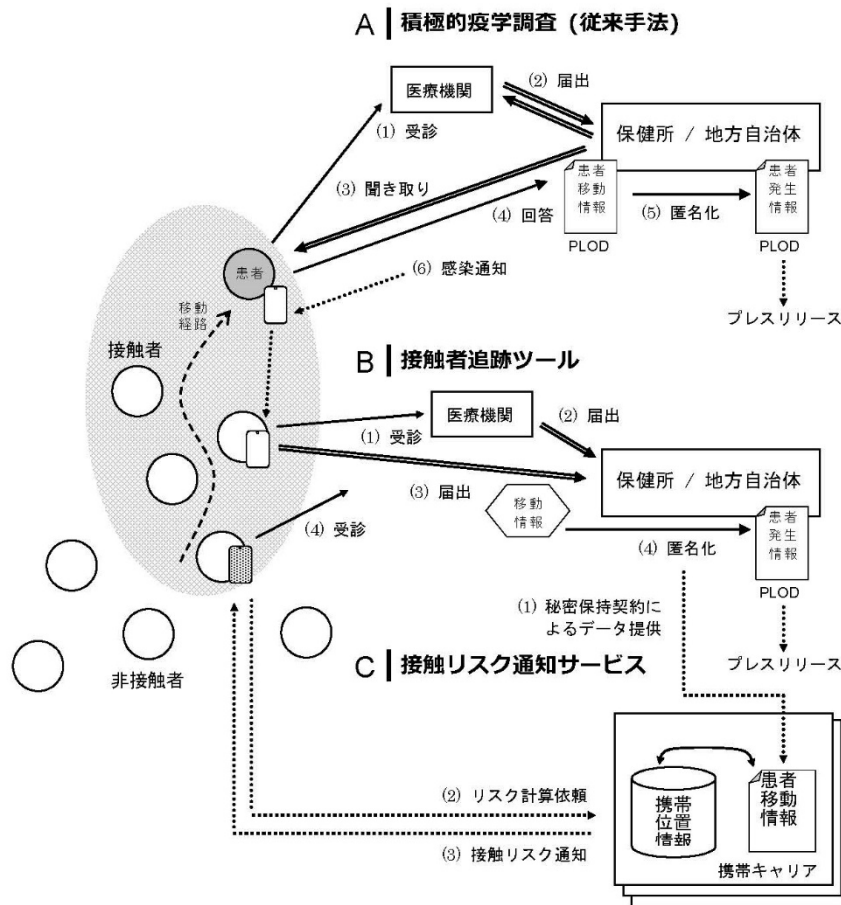 A 積極的疫学調査 (従来手法)
医療機関
(2) 届出
(1) 受診
保健所 / 地方自治体
(3) 聞き取り
(4) 回答
患者
移動
情報
PLOD
(5) 匿名化
患者
発生
情報
PLOD
患者
(6) 感染通知
移動
経路
プレスリリース
接触者
B 接触者追跡ツール
医療機関
(2) 届出
(1) 受診
保健所 / 地方自治体
(3) 届出
移動
情報
(4) 受診
(4) 匿名化
患者
発生
情報
PLOD
(1) 秘密保持契約に
よるデータ提供
プレスリリース
C 接触リスク通知サービス
非接触者
(2) リスク計算依頼
(3) 接触リスク通知
携帯
位置
情報
患者
移動
情報
携帯キャリア